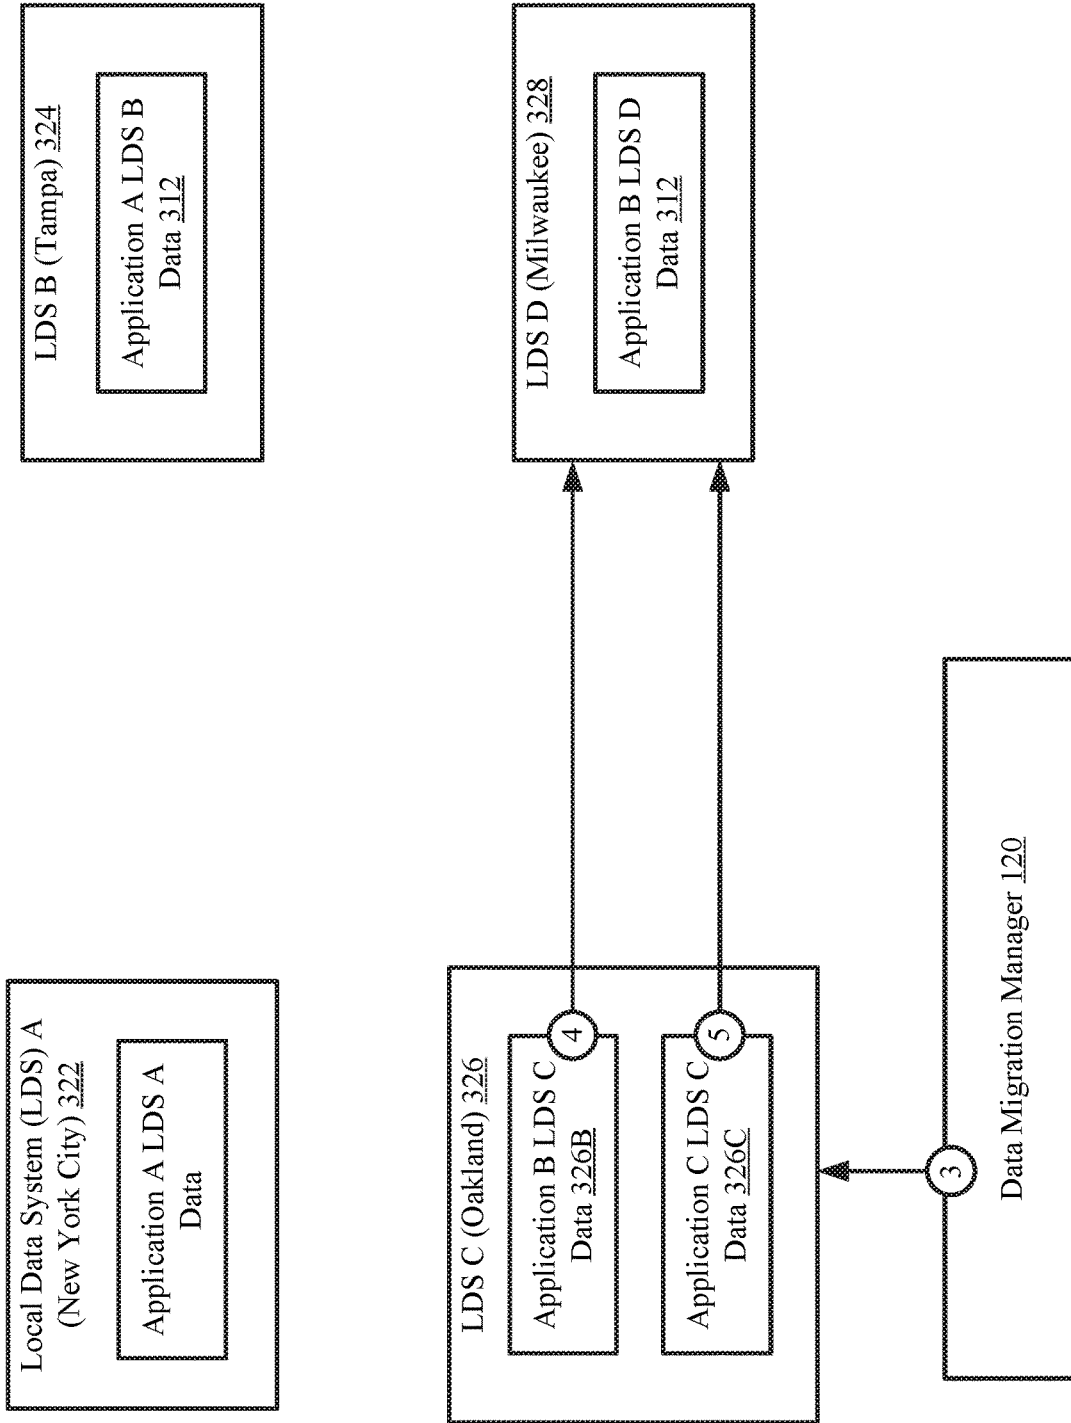 Local Data System (LDS) A
(New York City) 322
Application A LDS A
Data
LDS B (Tampa) 324
Application A LDS B
Data 312
LDS C (Oakland) 326
Application B LDS C
Data 326B
4
Application C LDS C
Data 326C
5
LDS D (Milwaukee) 328
Application B LDS D
Data 312
3
Data Migration Manager 120